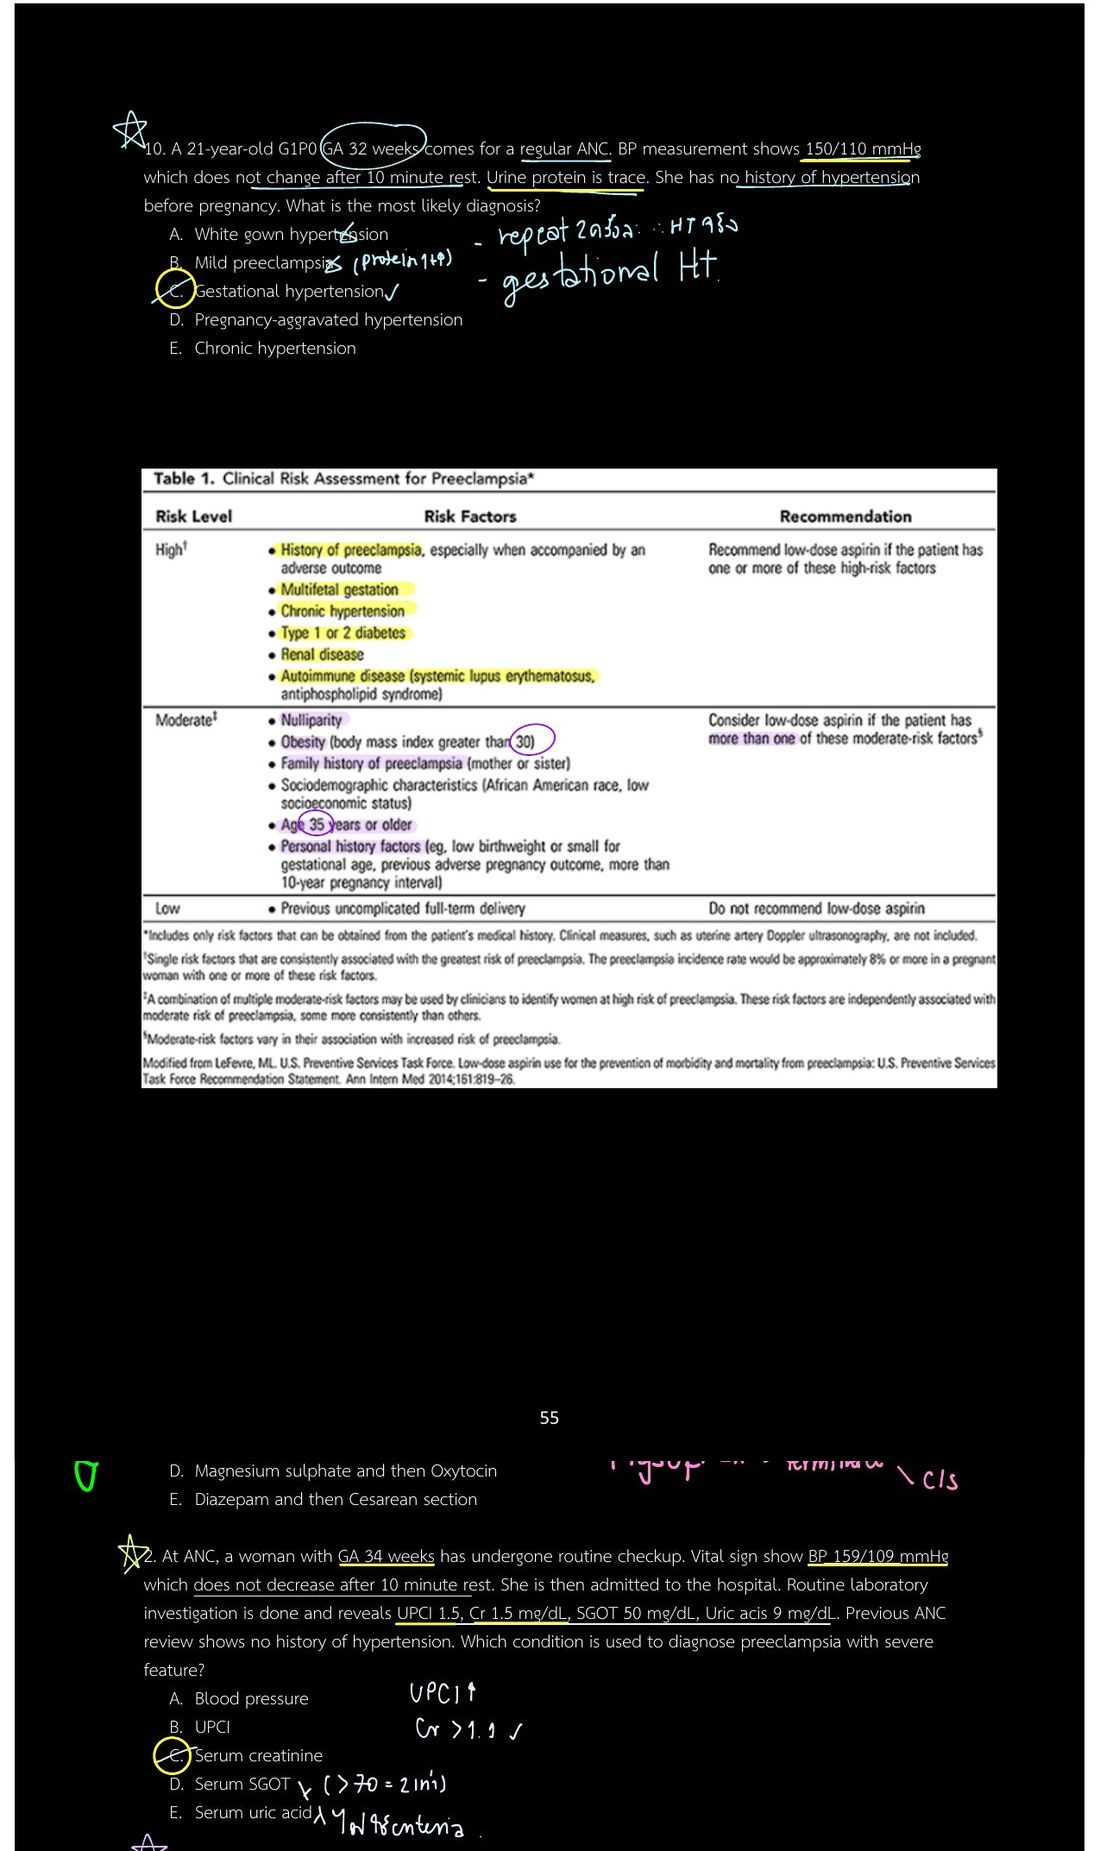 10. A 21-year-old G1P0 GA 32 weeks comes for a regular ANC. BP measurement shows 150/110 mmHg
which does not change after 10 minute rest. Urine protein is trace. She has no history of hypertension
before pregnancy. What is the most likely diagnosis?
A. White gown hypertension
- repeat 2 HT
B. Mild preeclampsia (protein 1+↑)
- gestational HT.
C. Gestational hypertension ✓
D. Pregnancy-aggravated hypertension
E. Chronic hypertension
Table 1. Clinical Risk Assessment for Preeclampsia*
Risk Level Risk Factors Recommendation
High† • History of preeclampsia, especially when accompanied by an Recommend low-dose aspirin if the patient has
adverse outcome one or more of these high-risk factors
• Multifetal gestation
• Chronic hypertension
• Type 1 or 2 diabetes
• Renal disease
• Autoimmune disease (systemic lupus erythematosus,
antiphospholipid syndrome)
Moderate‡ • Nulliparity Consider low-dose aspirin if the patient has
• Obesity (body mass index greater than 30) more than one of these moderate-risk factors§
• Family history of preeclampsia (mother or sister)
• Sociodemographic characteristics (African American race, low
socioeconomic status)
• Age 35 years or older
• Personal history factors (eg, low birthweight or small for
gestational age, previous adverse pregnancy outcome, more than
10-year pregnancy interval)
Low • Previous uncomplicated full-term delivery Do not recommend low-dose aspirin
*Includes only risk factors that can be obtained from the patient's medical history. Clinical measures, such as uterine artery Doppler ultrasonography, are not included.
†Single risk factors that are consistently associated with the greatest risk of preeclampsia. The preeclampsia incidence rate would be approximately 8% or more in a pregnant
woman with one or more of these risk factors.
‡A combination of multiple moderate-risk factors may be used by clinicians to identify women at high risk of preeclampsia. These risk factors are independently associated with
moderate risk of preeclampsia, some more consistently than others.
§Moderate-risk factors vary in their association with increased risk of preeclampsia.
Modified from LeFevre, ML. U.S. Preventive Services Task Force. Low-dose aspirin use for the prevention of morbidity and mortality from preeclampsia: U.S. Preventive Services
Task Force Recommendation Statement. Ann Intern Med 2014;161:819–26.
55
D. Magnesium sulphate and then Oxytocin
C/S
E. Diazepam and then Cesarean section
2. At ANC, a woman with GA 34 weeks has undergone routine checkup. Vital sign show BP 159/109 mmHg
which does not decrease after 10 minute rest. She is then admitted to the hospital. Routine laboratory
investigation is done and reveals UPCI 1.5, Cr 1.5 mg/dL, SGOT 50 mg/dL, Uric acis 9 mg/dL. Previous ANC
review shows no history of hypertension. Which condition is used to diagnose preeclampsia with severe
feature?
A. Blood pressure UPCI ↑
B. UPCI Cr > 1.1 ✓
C. Serum creatinine
D. Serum SGOT (>70 = 2เท่า)
E. Serum uric acid ไม่ใช่ criteria